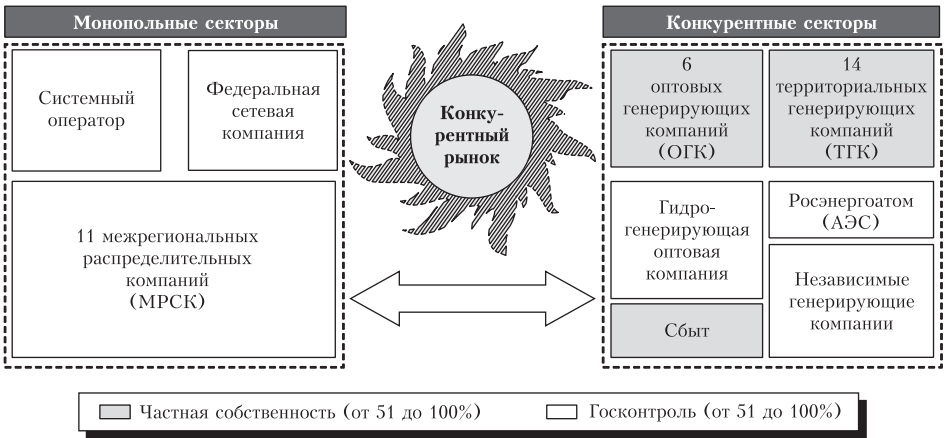 Монопольные секторы
Системный
оператор
Федеральная
сетевая
компания
11 межрегиональных
распределительных
компаний
(МРСК)
Конку-
рентный
рынок
Конкурентные секторы
6
оптовых
генерирующих
компаний
(ОГК)
14
территориальных
генерирующих
компаний
(ТГК)
Гидро-
генерирующая
оптовая
компания
Росэнергоатом
(АЭС)
Независимые
генерирующие
компании
Сбыт
Частная собственность (от 51 до 100%)
Госконтроль (от 51 до 100%)